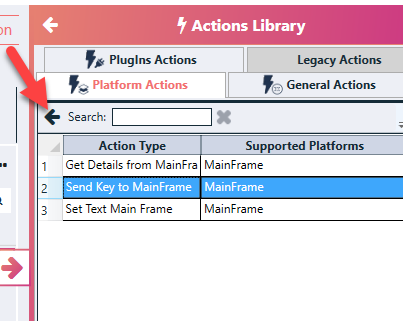 on
Actions Library
PlugIns Actions
Legacy Actions
Platform Actions
General Actions
Search:
Action Type Supported Platforms
1 Get Details from MainFra MainFrame
2 Send Key to MainFrame MainFrame
3 Set Text Main Frame MainFrame